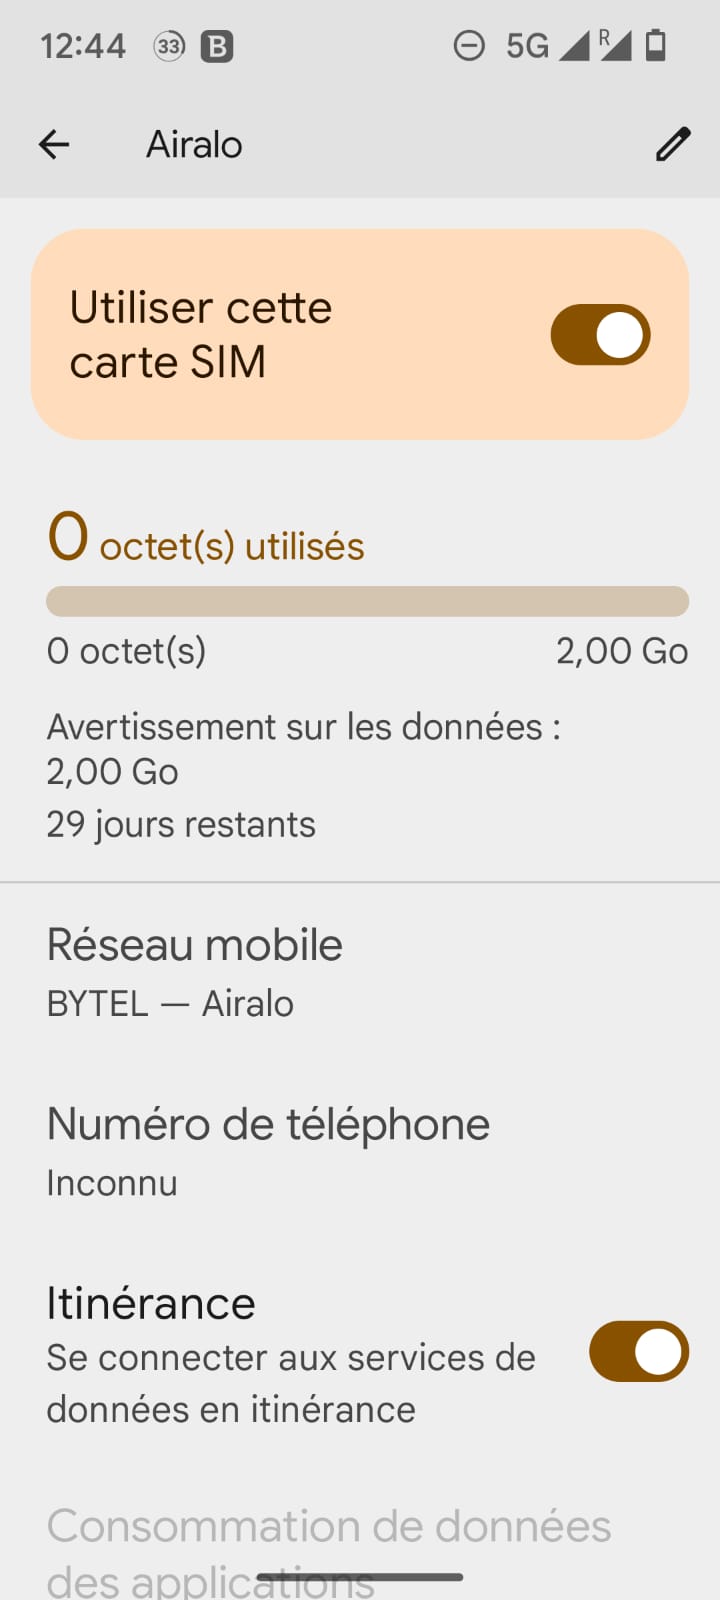 12:44 33 B 5G R
Airalo
Utiliser cette
carte SIM
0 octet(s) utilisés
0 octet(s) 2,00 Go
Avertissement sur les données :
2,00 Go
29 jours restants
Réseau mobile
BYTEL — Airalo
Numéro de téléphone
Inconnu
Itinérance
Se connecter aux services de
données en itinérance
Consommation de données
des applications